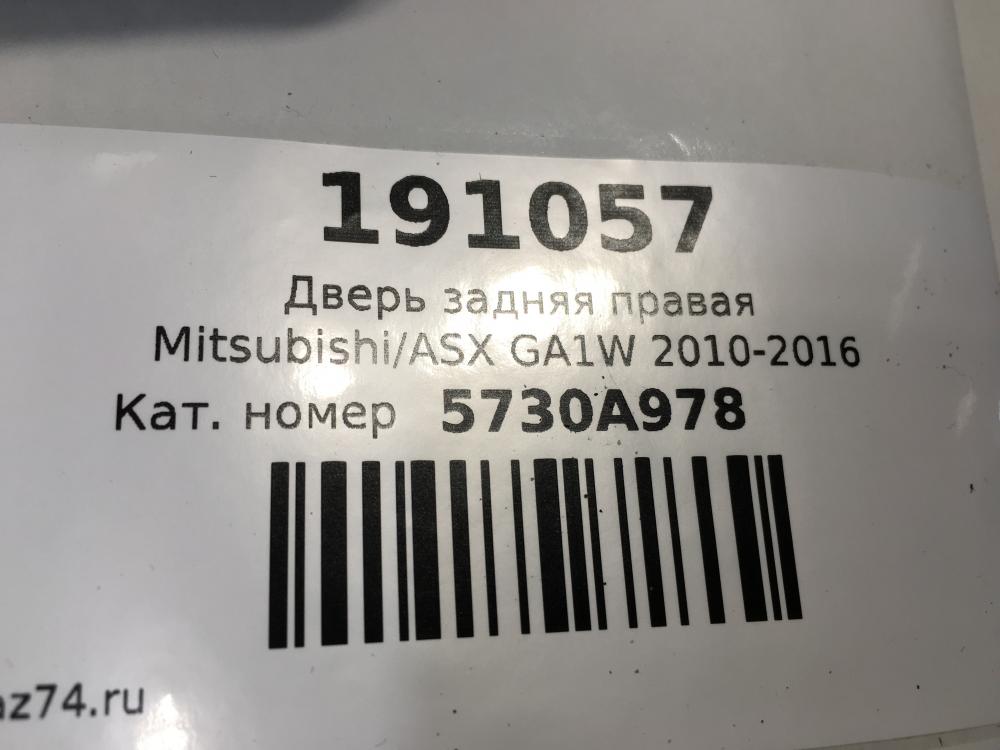 191057
Дверь задняя правая
Mitsubishi/ASX GA1W 2010-2016
Кат. номер 5730A978
az74.ru